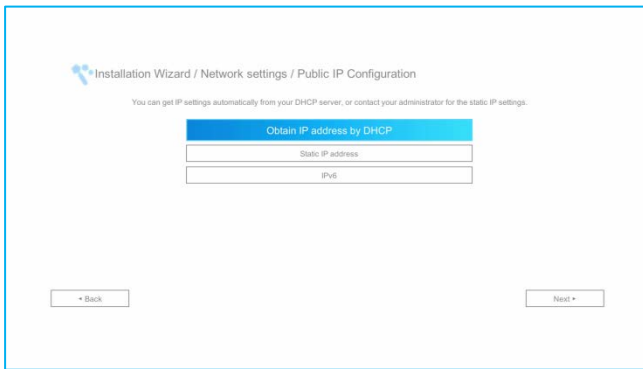 Installation Wizard / Network settings / Public IP Configuration
You can get IP settings automatically from your DHCP server, or contact your administrator for the static IP settings.
Obtain IP address by DHCP
Static IP address
IPv6
Back
Next